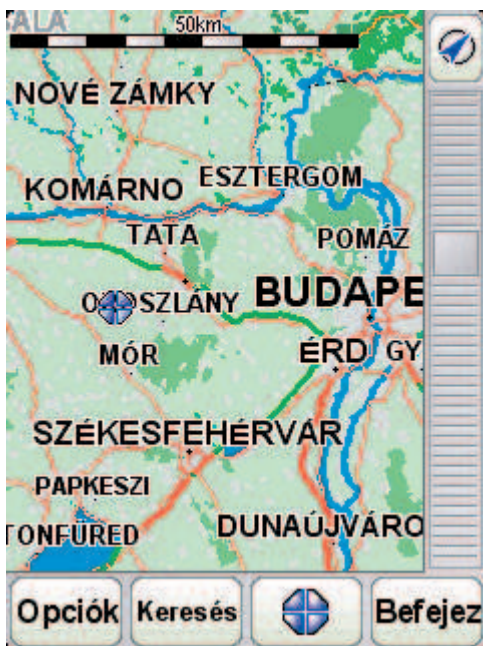 ALA
50km
NOVÉ ZÁMKY
KOMÁRNO
ESZTERGOM
TATA
POMÁZ
O SZLÁNY
BUDAPE
MÓR
ÉRD
GY
SZÉKESFEHÉRVÁR
PAPKESZI
TONFÜRED
DUNAÚJVÁRO
Opciók
Keresés
Befejez